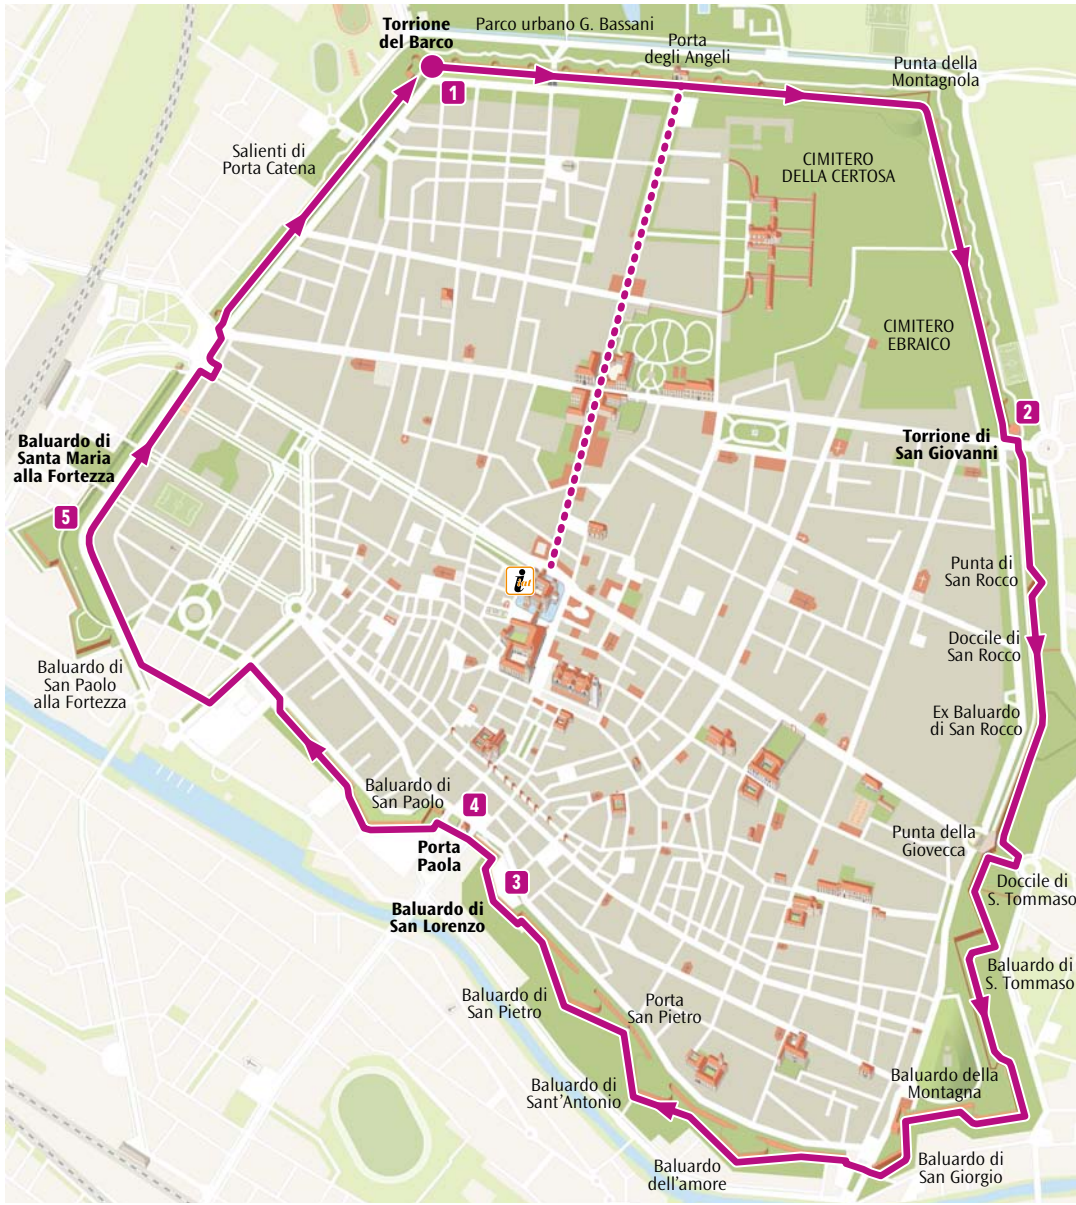 Torrione
del Barco
Parco urbano G. Bassani
Porta
degli Angeli
Punta della
Montagnola
1
Salienti di
Porta Catena
CIMITERO
DELLA CERTOSA
CIMITERO
EBRAICO
2
Torrione di
San Giovanni
Baluardo di
Santa Maria
alla Fortezza
5
i
Punta di
San Rocco
Doccile di
San Rocco
Baluardo di
San Paolo
alla Fortezza
Ex Baluardo
di San Rocco
Baluardo di
San Paolo
4
Porta
Paola
3
Punta della
Giovecca
Doccile di
S. Tommaso
Baluardo di
San Lorenzo
Baluardo di
S. Tommaso
Baluardo di
San Pietro
Porta
San Pietro
Baluardo di
Sant'Antonio
Baluardo della
Montagna
Baluardo
dell'amore
Baluardo di
San Giorgio